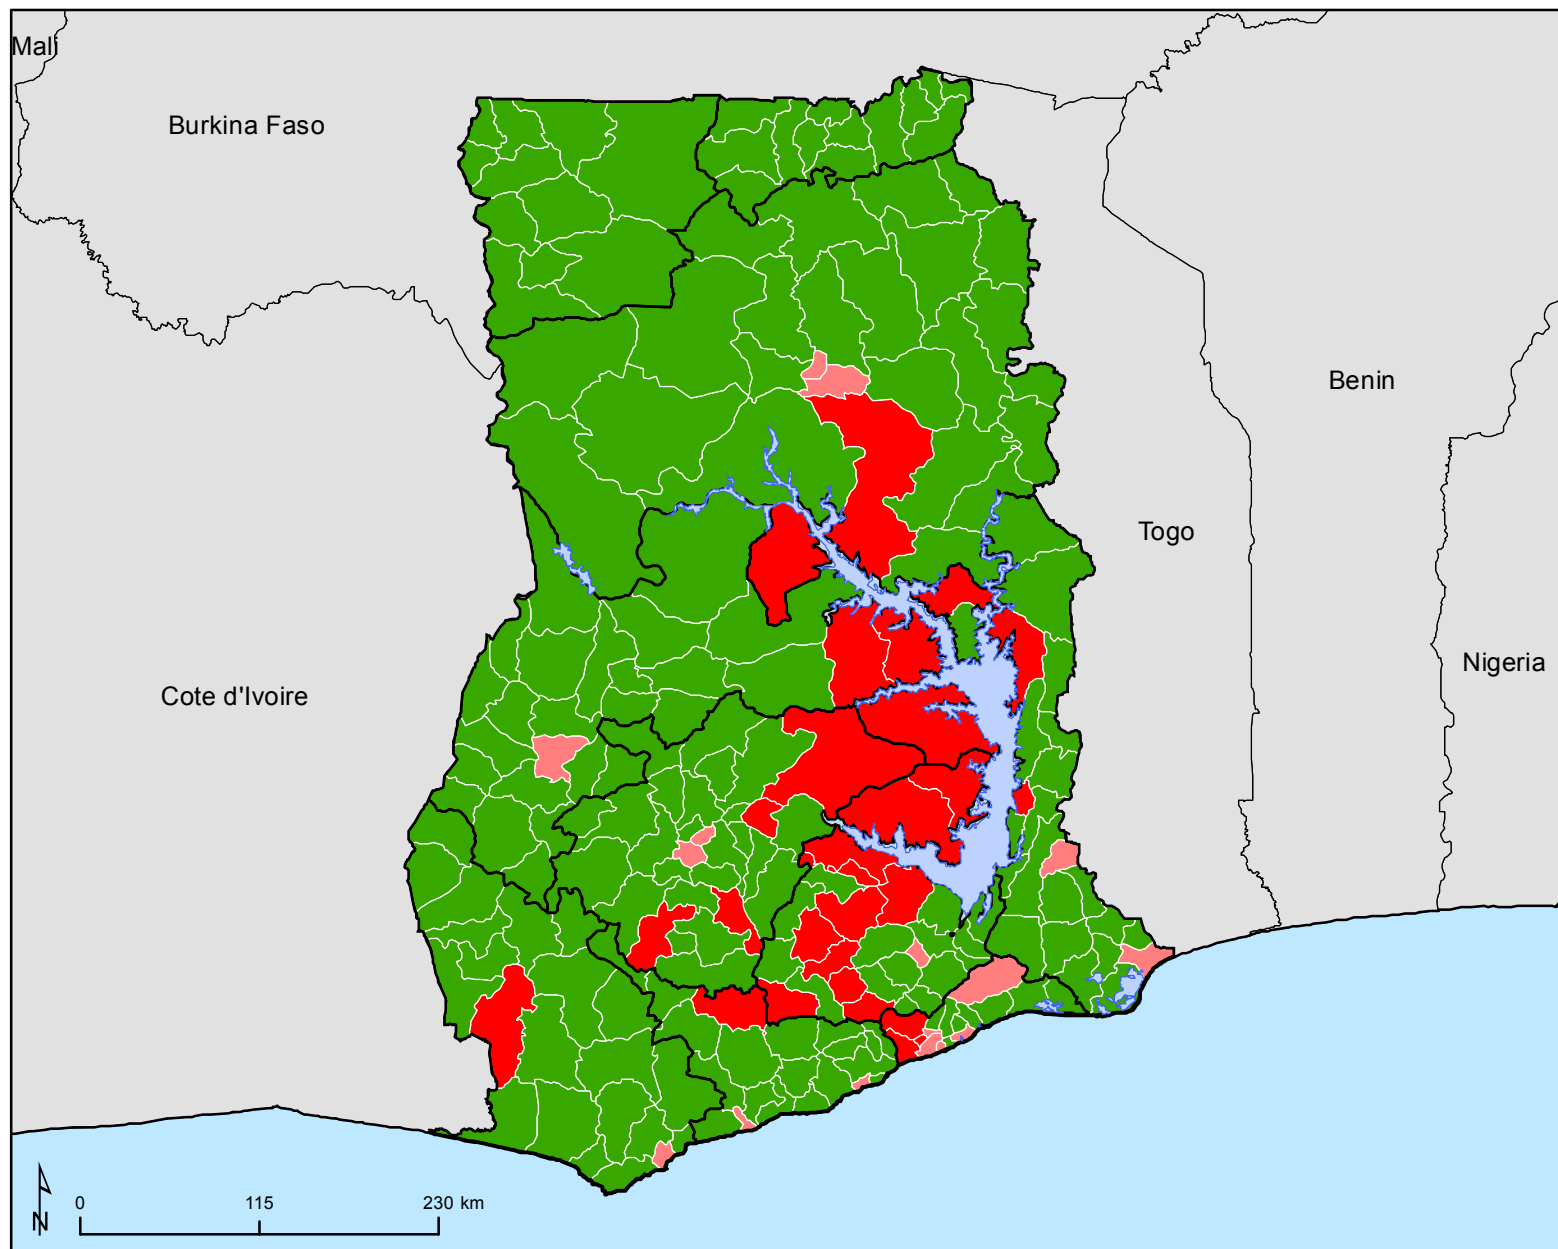 Mali
Burkina Faso
Benin
Togo
Nigeria
Cote d'Ivoire
N
0 115 230 km